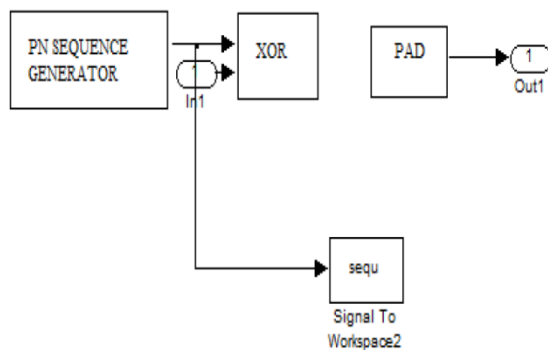 PN SEQUENCE
GENERATOR
1
In1
XOR
PAD
1
Out1
sequ
Signal To
Workspace2